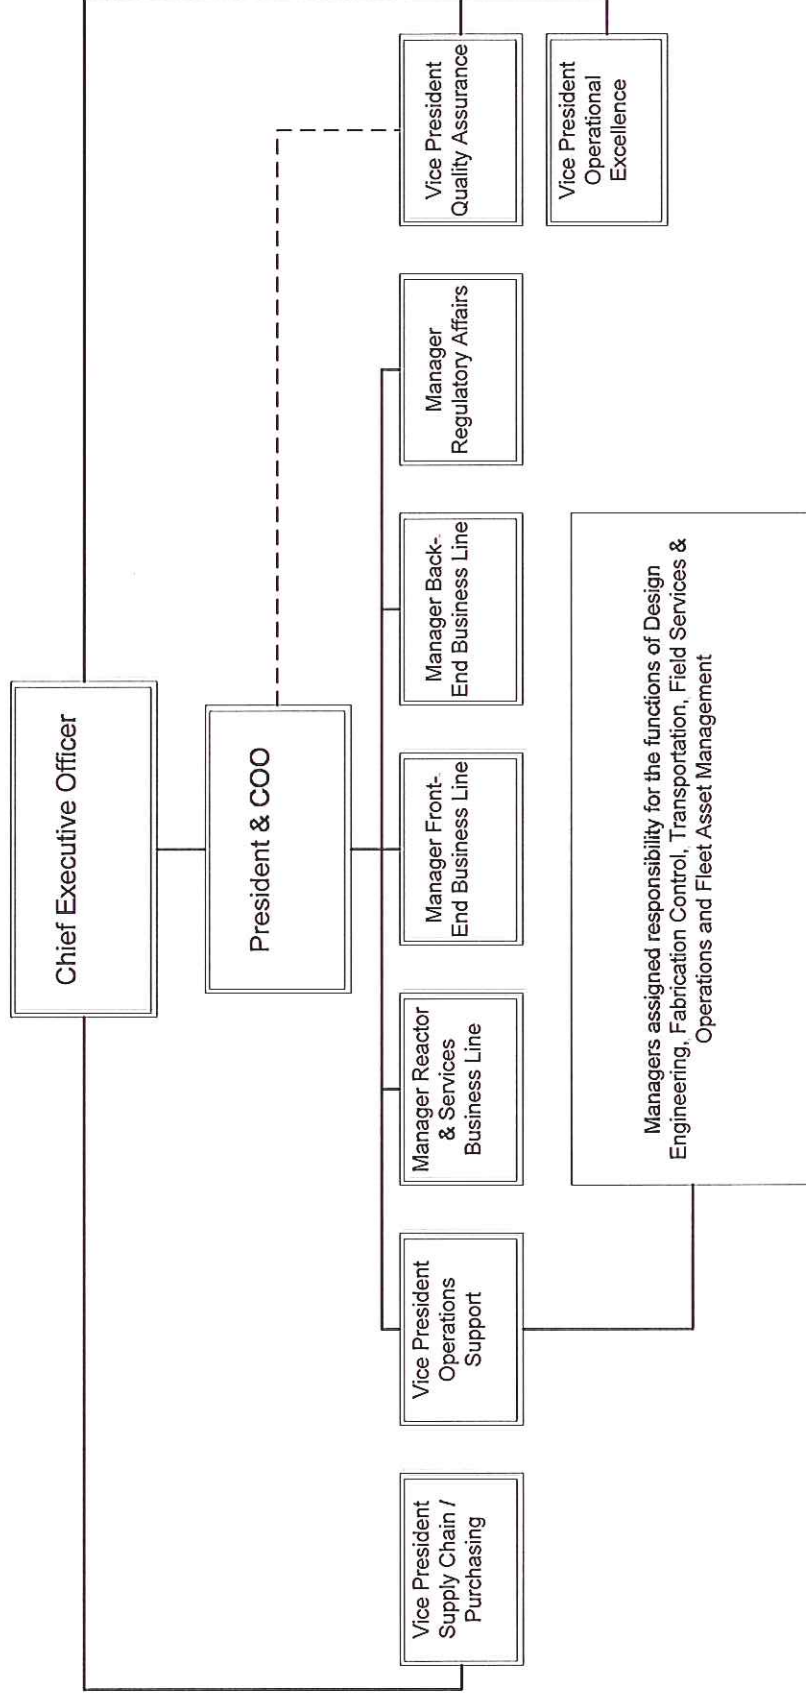 Chief Executive Officer
President & COO
Vice President
Supply Chain /
Purchasing
Vice President
Operations
Support
Manager Reactor
& Services
Business Line
Manager Front-
End Business Line
Manager Back-
End Business Line
Manager
Regulatory Affairs
Vice President
Quality Assurance
Vice President
Operational
Excellence
Managers assigned responsibility for the functions of Design
Engineering, Fabrication Control, Transportation, Field Services &
Operations and Fleet Asset Management